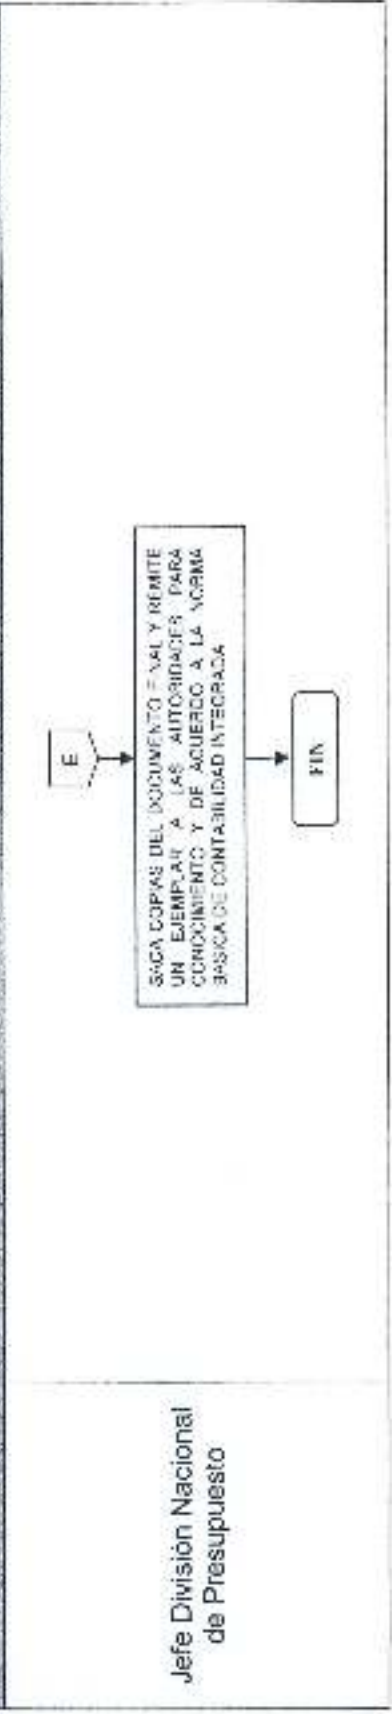 E
SACA COPIAS DEL DOCUMENTO FINAL Y REMITE
UN EJEMPLAR A LAS AUTORIDADES PARA
CONOCIMIENTO Y DE ACUERDO A LA NORMA
BASICA DE CONTABILIDAD INTEGRADA
FIN
Jefe División Nacional
de Presupuesto